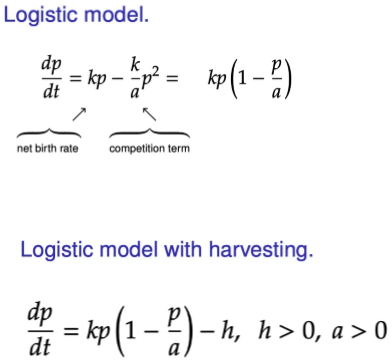 Logistic model.
dp/dt = kp − k/a p² = kp(1 − p/a)
net birth rate competition term
Logistic model with harvesting.
dp/dt = kp(1 − p/a) − h, h > 0, a > 0